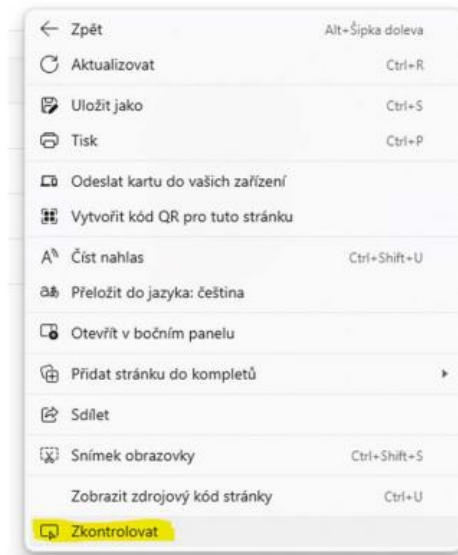 Zpět Alt+Šipka doleva
Aktualizovat Ctrl+R
Uložit jako Ctrl+S
Tisk Ctrl+P
Odeslat kartu do vašich zařízení
Vytvořit kód QR pro tuto stránku
Číst nahlas Ctrl+Shift+U
Přeložit do jazyka: čeština
Otevřít v bočním panelu
Přidat stránku do kompletů
Sdílet
Snímek obrazovky Ctrl+Shift+S
Zobrazit zdrojový kód stránky Ctrl+U
Zkontrolovat